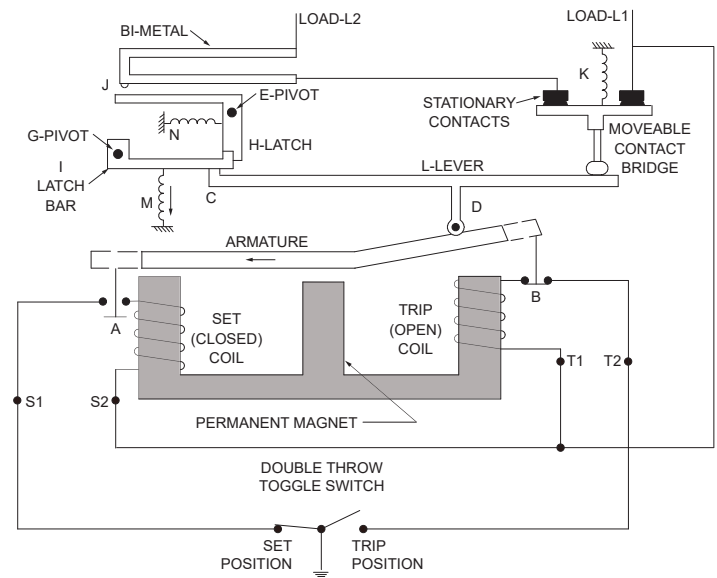 LOAD-L2
LOAD-L1
BI-METAL
K
J
E-PIVOT
STATIONARY
CONTACTS
G-PIVOT
N
H-LATCH
MOVEABLE
CONTACT
BRIDGE
I
LATCH
BAR
L-LEVER
M
C
D
ARMATURE
A
B
SET
(CLOSED)
COIL
TRIP
(OPEN)
COIL
T1
T2
S1
S2
PERMANENT MAGNET
DOUBLE THROW
TOGGLE SWITCH
SET
POSITION
TRIP
POSITION